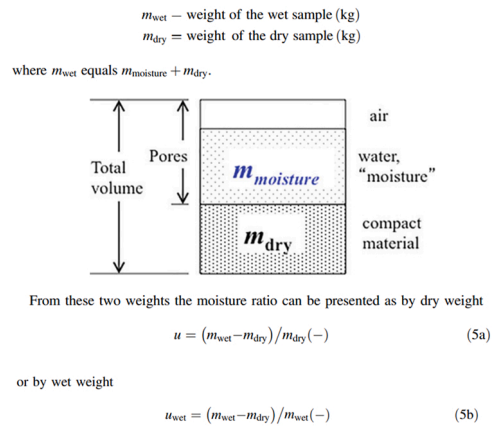 m_wet − weight of the wet sample (kg)
m_dry = weight of the dry sample (kg)
where m_wet equals m_moisture + m_dry.
air
Total
volume
Pores
m_moisture
water,
“moisture”
m_dry
compact
material
From these two weights the moisture ratio can be presented as by dry weight
u = (m_wet−m_dry)/m_dry(−) (5a)
or by wet weight
u_wet = (m_wet−m_dry)/m_wet(−) (5b)